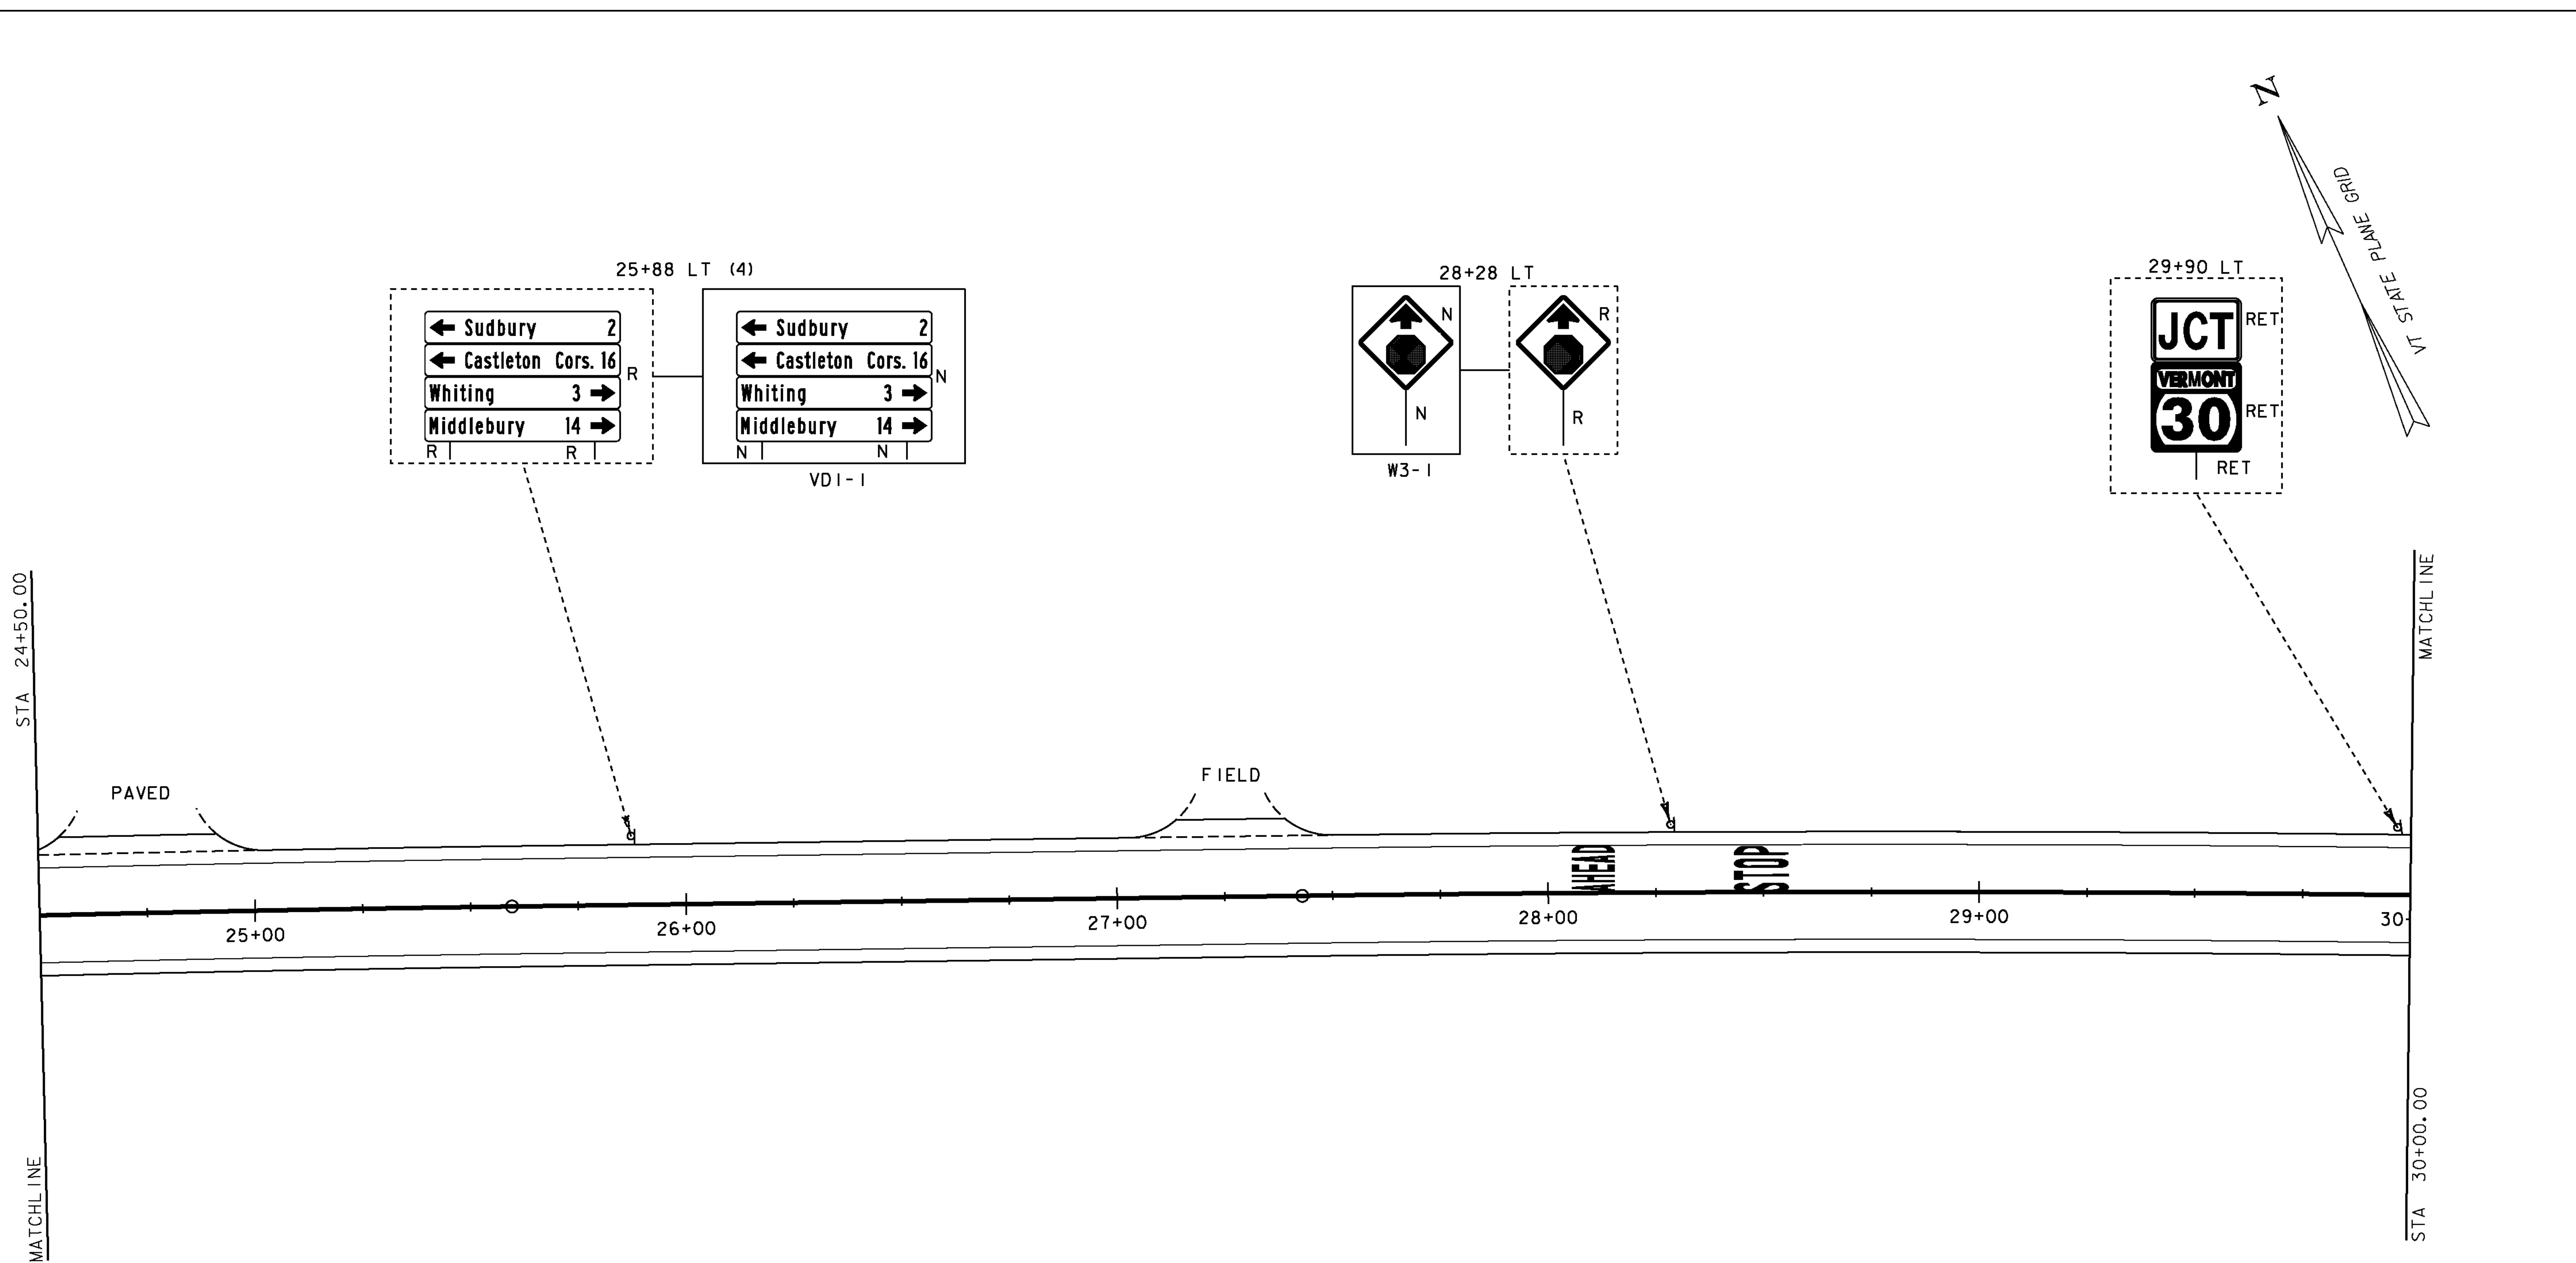 N
VT STATE PLANE GRID
25+88 LT (4)
← Sudbury 2
← Castleton Cors. 16
Whiting 3 →
Middlebury 14 →
R
R
R
← Sudbury 2
← Castleton Cors. 16
Whiting 3 →
Middlebury 14 →
N
N
N
VD1-1
28+28 LT
N
N
W3-1
R
R
29+90 LT
JCT
RET
VERMONT
30
RET
RET
STA 24+50.00
MATCHLINE
MATCHLINE
STA 30+00.00
PAVED
FIELD
AHEAD
STOP
25+00
26+00
27+00
28+00
29+00
30